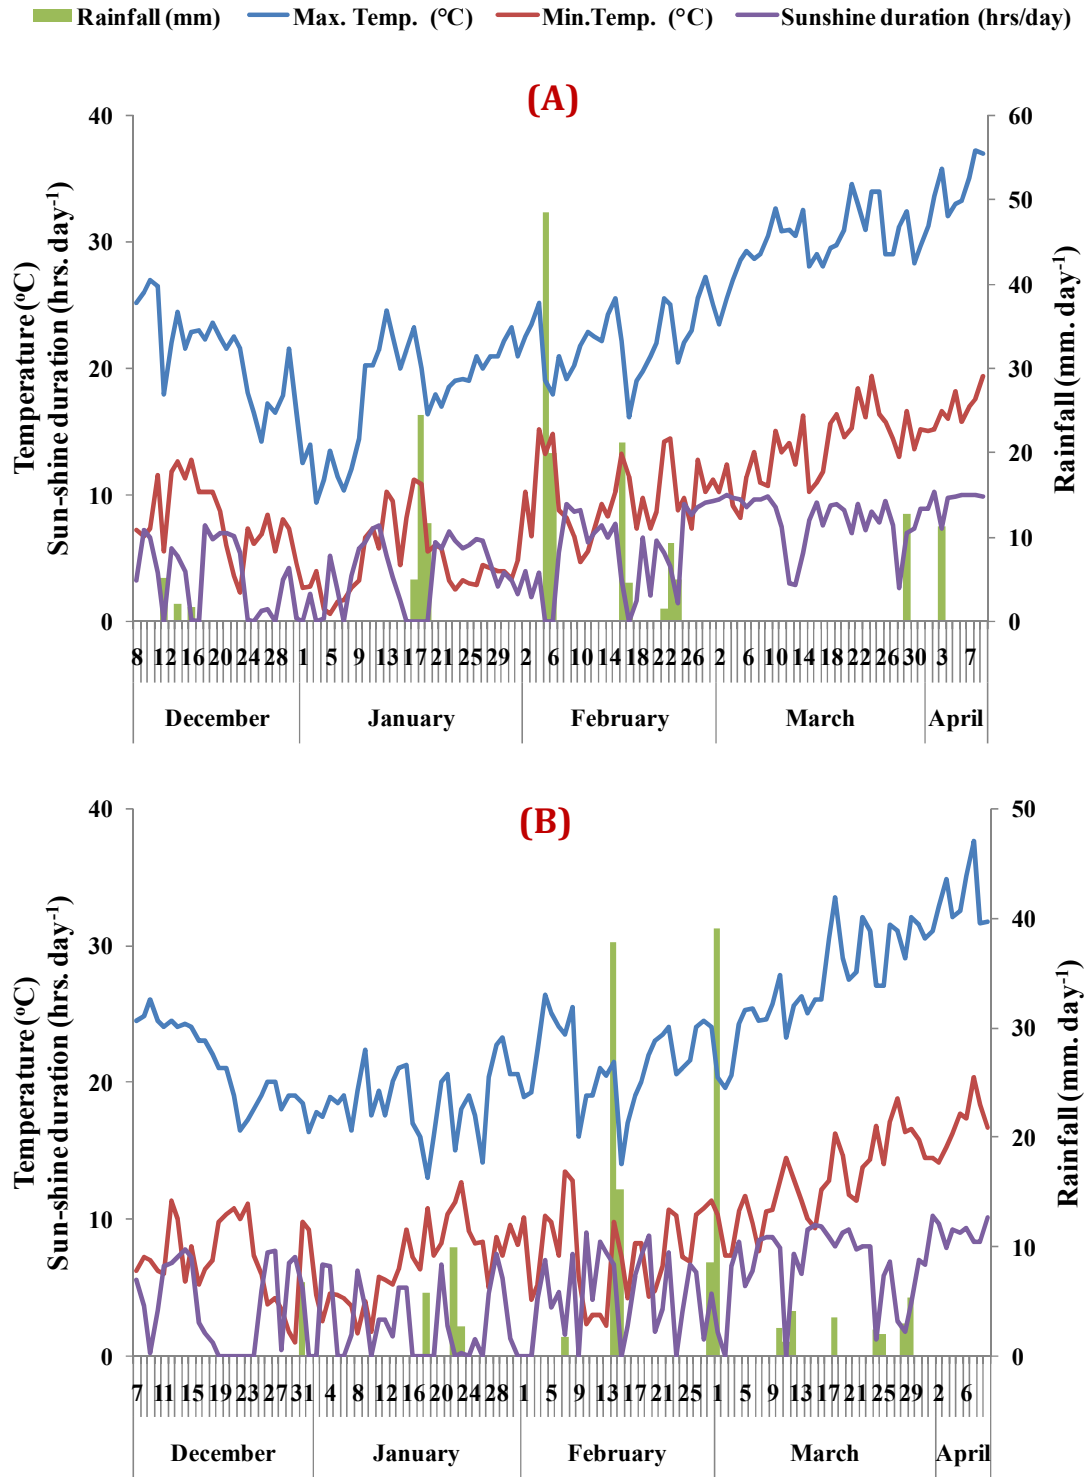 Rainfall (mm) Max. Temp. (°C) Min.Temp. (°C) Sunshine duration (hrs/day)
(A)
Temperature (°C)
Sun-shine duration (hrs. day-1)
40
30
20
10
0
60
50
40
30
20
10
0
Rainfall (mm. day-1)
8 12 16 20 24 28 1 5 9 13 17 21 25 29 2 6 10 14 18 22 26 2 6 10 14 18 22 26 30 3 7
December January February March April
(B)
Temperature (°C)
Sun-shine duration (hrs. day-1)
40
30
20
10
0
50
40
30
20
10
0
Rainfall (mm. day-1)
7 11 15 19 23 27 31 4 8 12 16 20 24 28 1 5 9 13 17 21 25 1 5 9 13 17 21 25 29 2 6
December January February March April